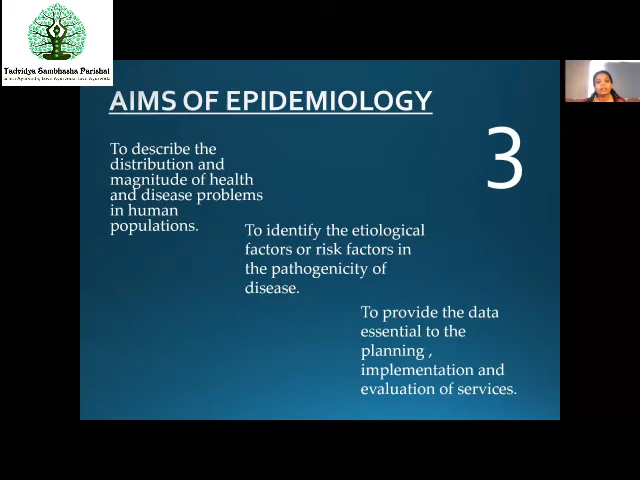 Tadvidya Sambhasha Parishat
AIMS OF EPIDEMIOLOGY
3
To describe the
distribution and
magnitude of health
and disease problems
in human
populations.
To identify the etiological
factors or risk factors in
the pathogenicity of
disease.
To provide the data
essential to the
planning ,
implementation and
evaluation of services.